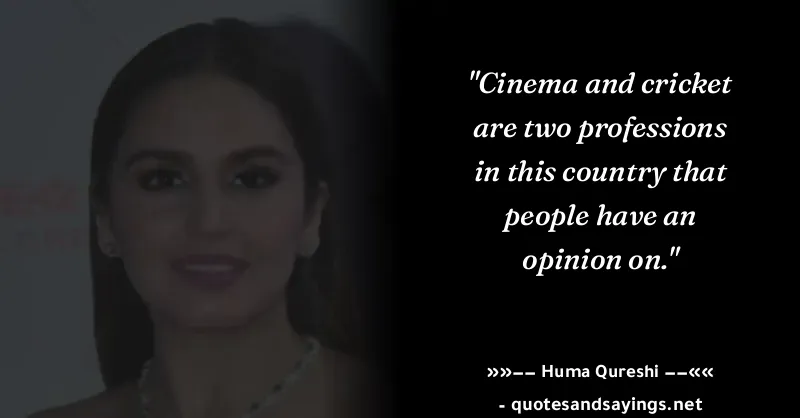 "Cinema and cricket
are two professions
in this country that
people have an
opinion on."
»»−− Huma Qureshi −−««
- quotesandsayings.net